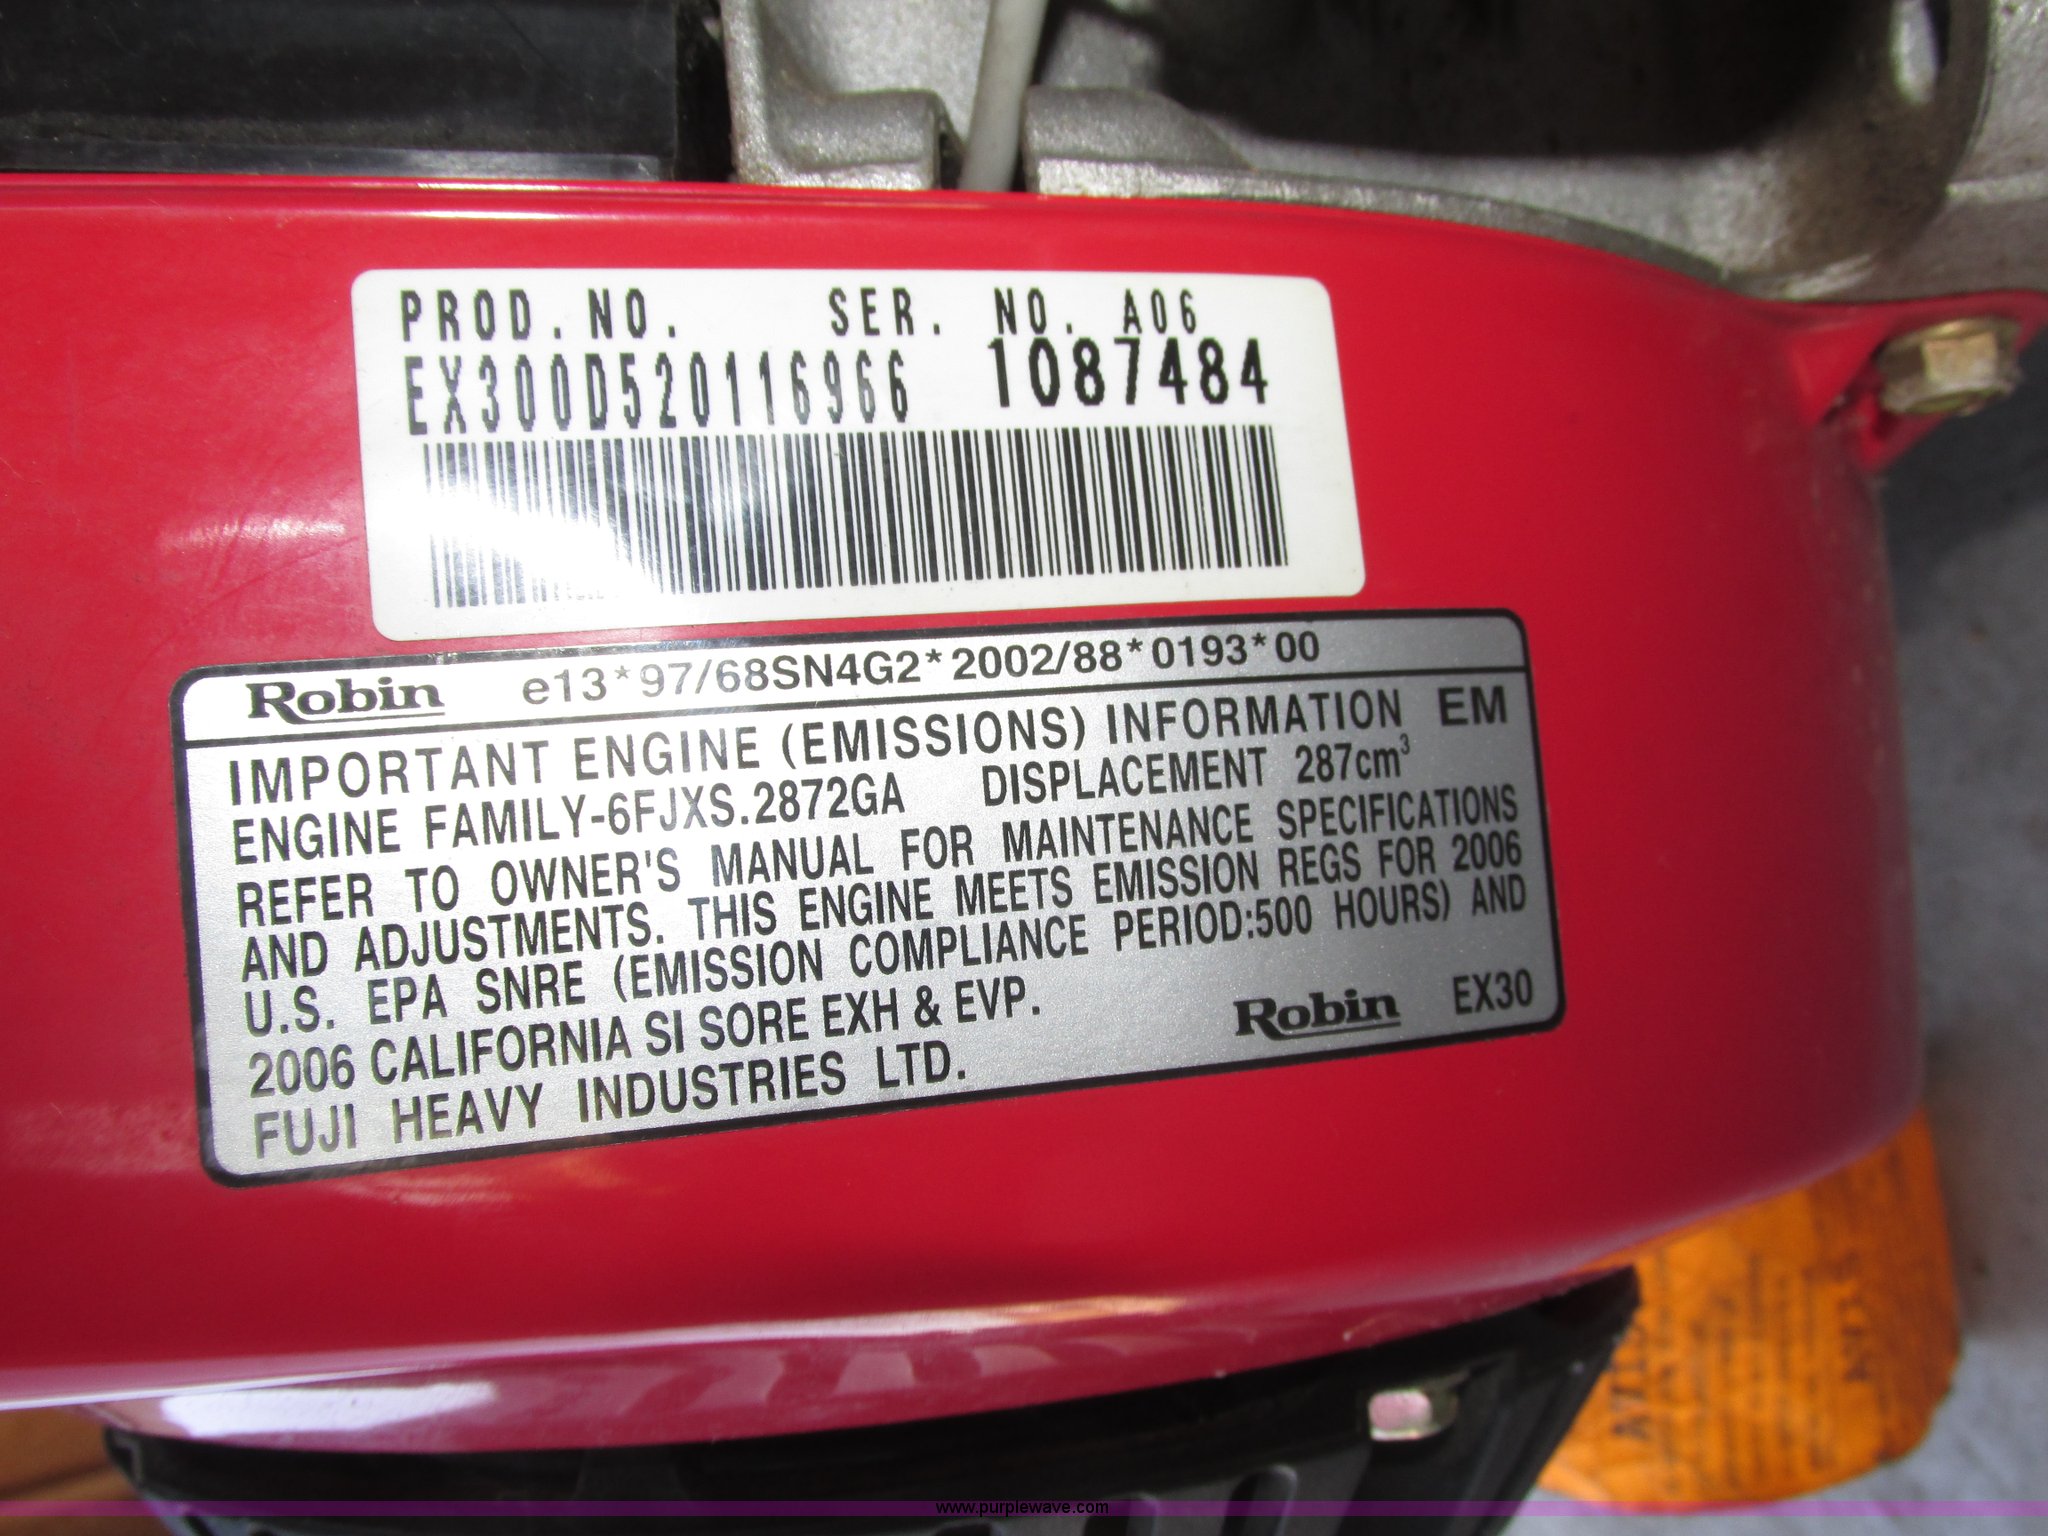 PROD.NO. SER. NO. A06
EX300D520116966 1087484
Robin e13*97/68SN4G2*2002/88*0193*00
IMPORTANT ENGINE (EMISSIONS) INFORMATION EM
ENGINE FAMILY-6FJXS.2872GA DISPLACEMENT 287cm³
REFER TO OWNER'S MANUAL FOR MAINTENANCE SPECIFICATIONS
AND ADJUSTMENTS. THIS ENGINE MEETS EMISSION REGS FOR 2006
U.S. EPA SNRE (EMISSION COMPLIANCE PERIOD:500 HOURS) AND
2006 CALIFORNIA SI SORE EXH & EVP.
FUJI HEAVY INDUSTRIES LTD.
Robin EX30
www.purplewave.com